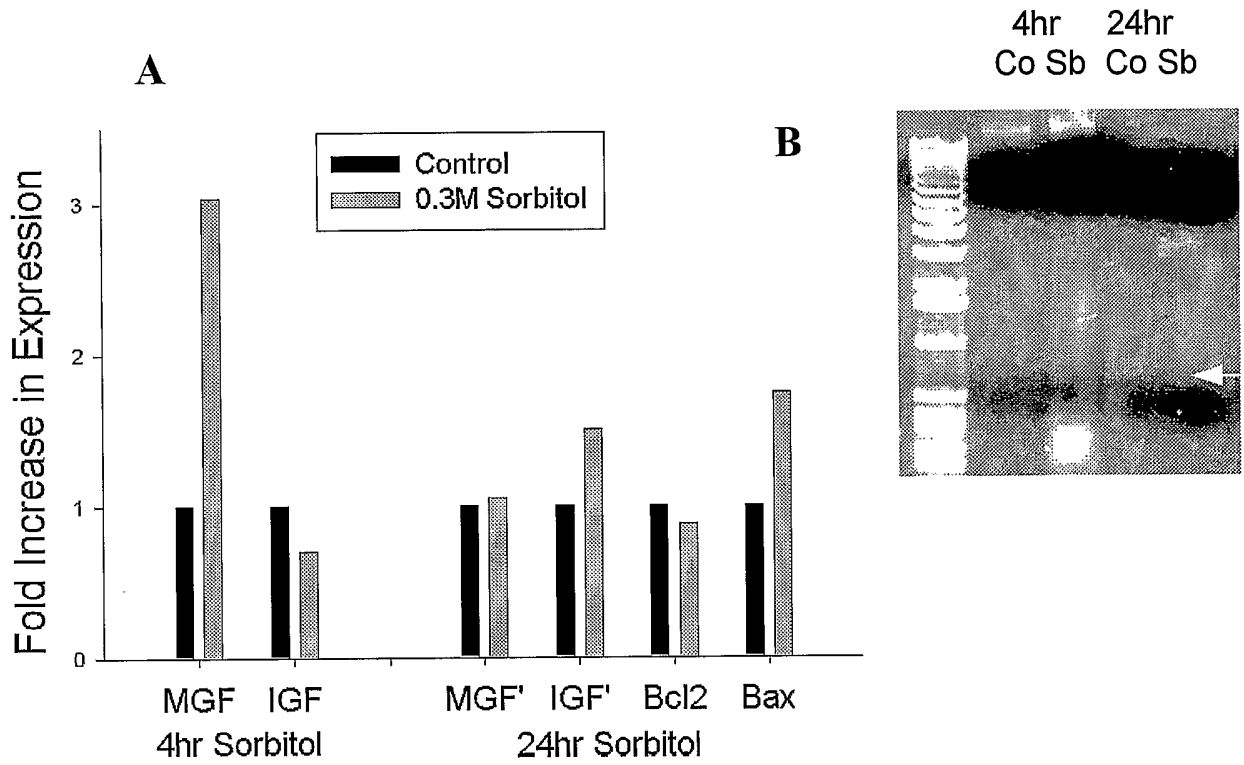 A
Fold Increase in Expression
3
2
1
0
Control
0.3M Sorbitol
MGF IGF MGF' IGF' Bcl2 Bax
4hr Sorbitol 24hr Sorbitol
B
4hr 24hr
Co Sb Co Sb